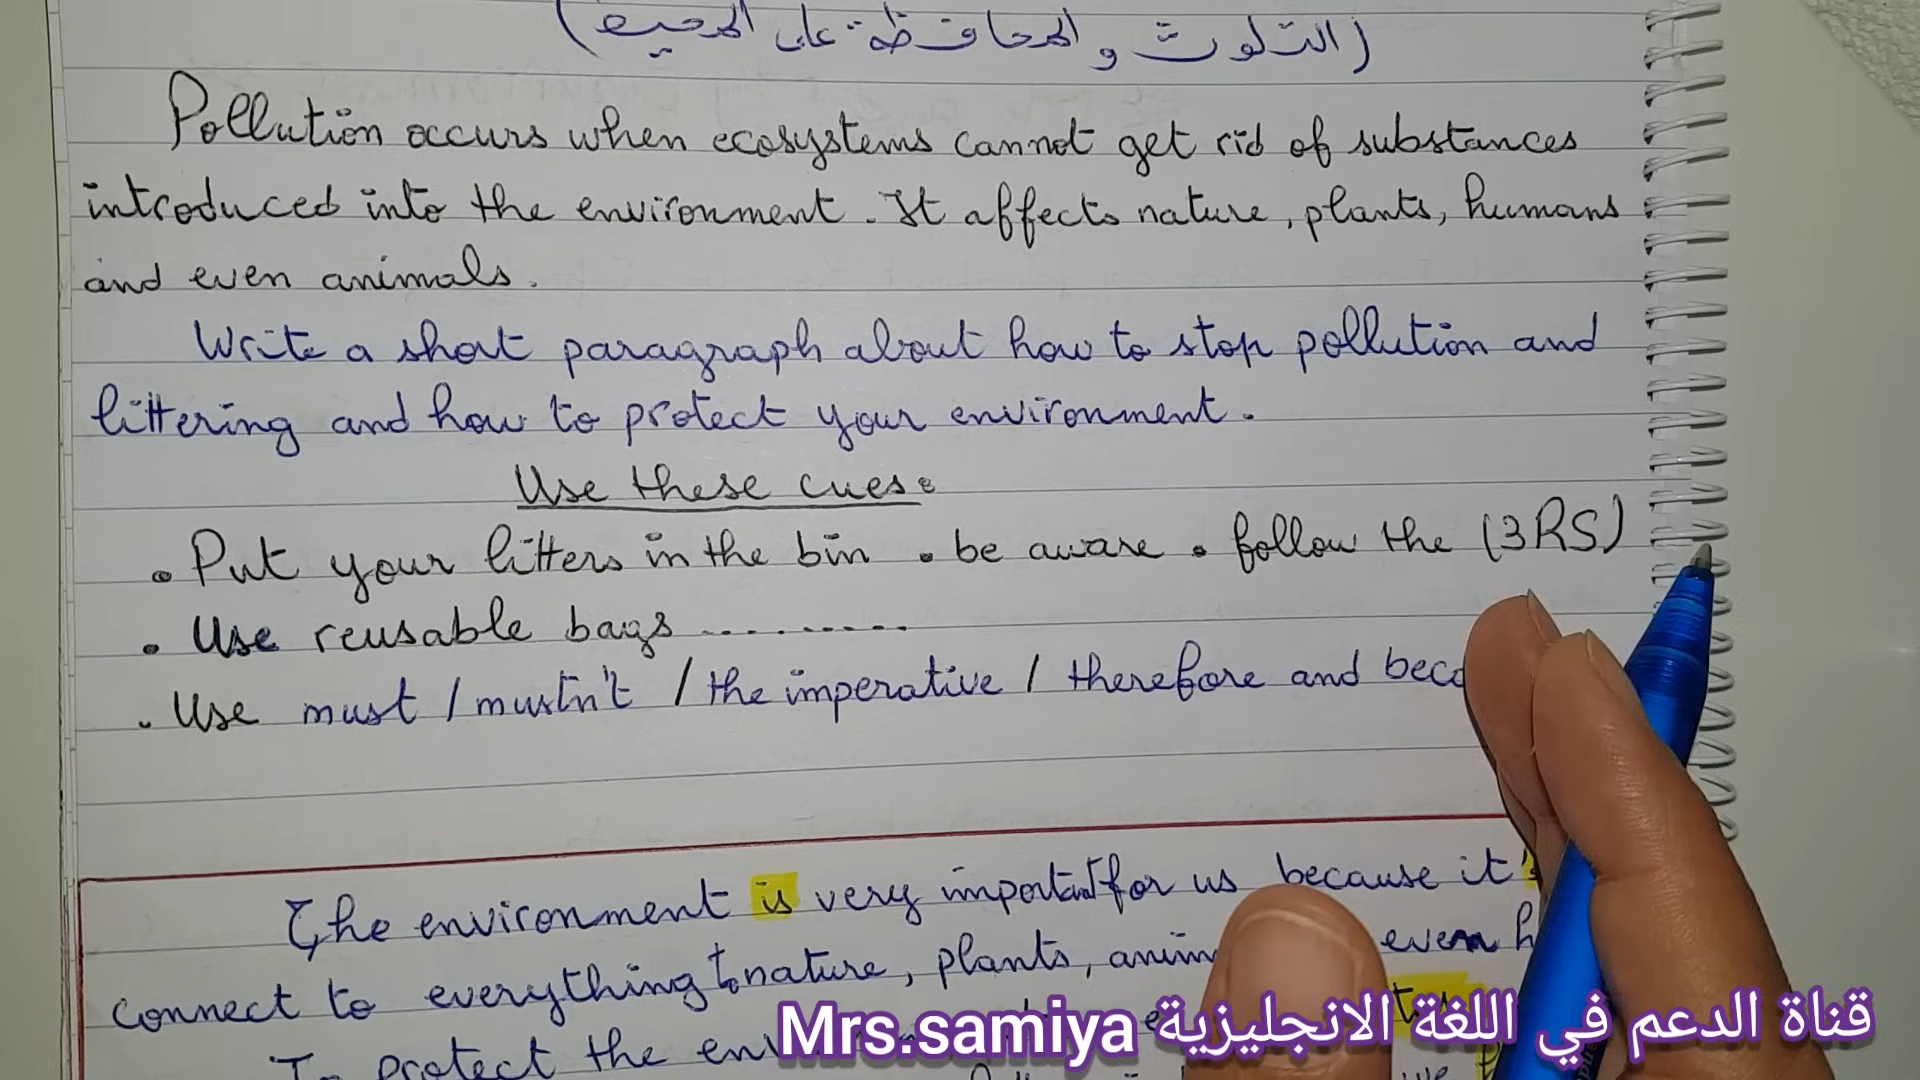 (التلوث والمحافظة على المحيط)
Pollution occurs when ecosystems cannot get rid of substances
introduced into the environment. It affects nature, plants, humans
and even animals.
Write a short paragraph about how to stop pollution and
littering and how to protect your environment.
Use these cues:
• Put your litters in the bin • be aware • follow the (3RS)
• Use reusable bags .........
• Use must / mustn't / the imperative / therefore and
The environment is very important for us because it's
connect to everything to nature, plants, even
To protect the
قناة الدعم في اللغة الانجليزية Mrs.samiya